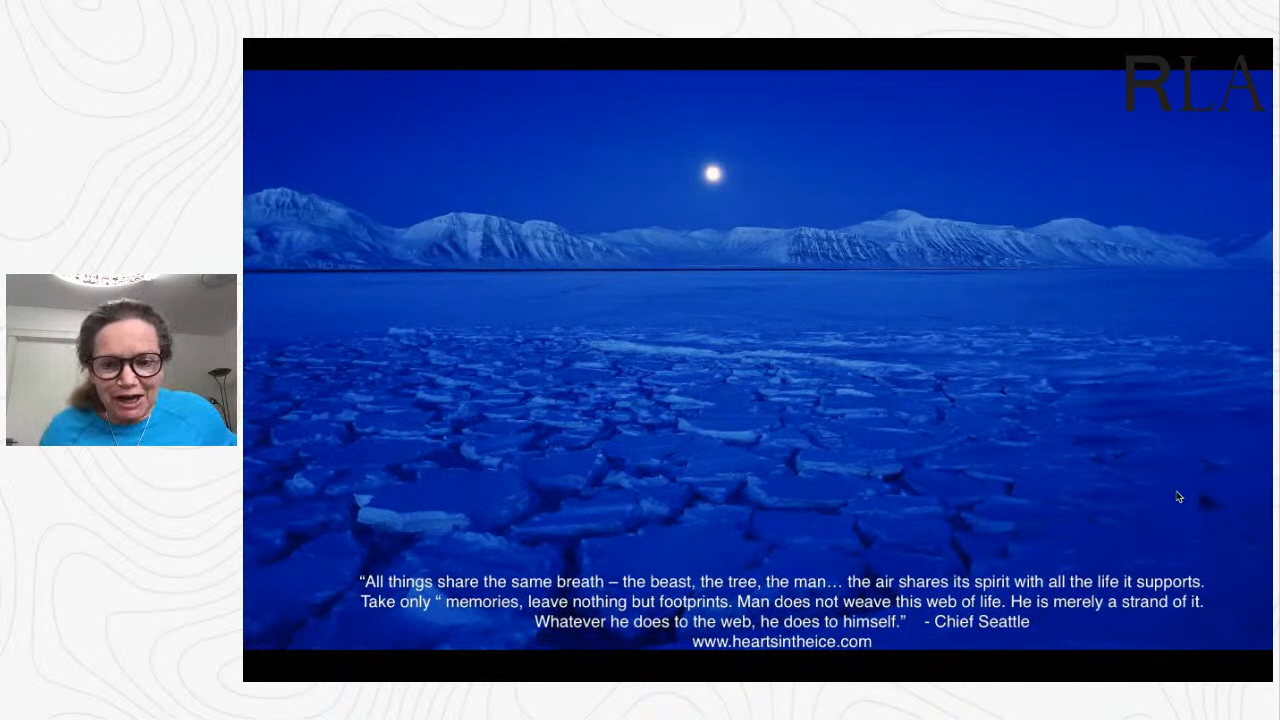 RLA
“All things share the same breath – the beast, the tree, the man… the air shares its spirit with all the life it supports.
Take only “ memories, leave nothing but footprints. Man does not weave this web of life. He is merely a strand of it.
Whatever he does to the web, he does to himself.” - Chief Seattle
www.heartsintheice.com